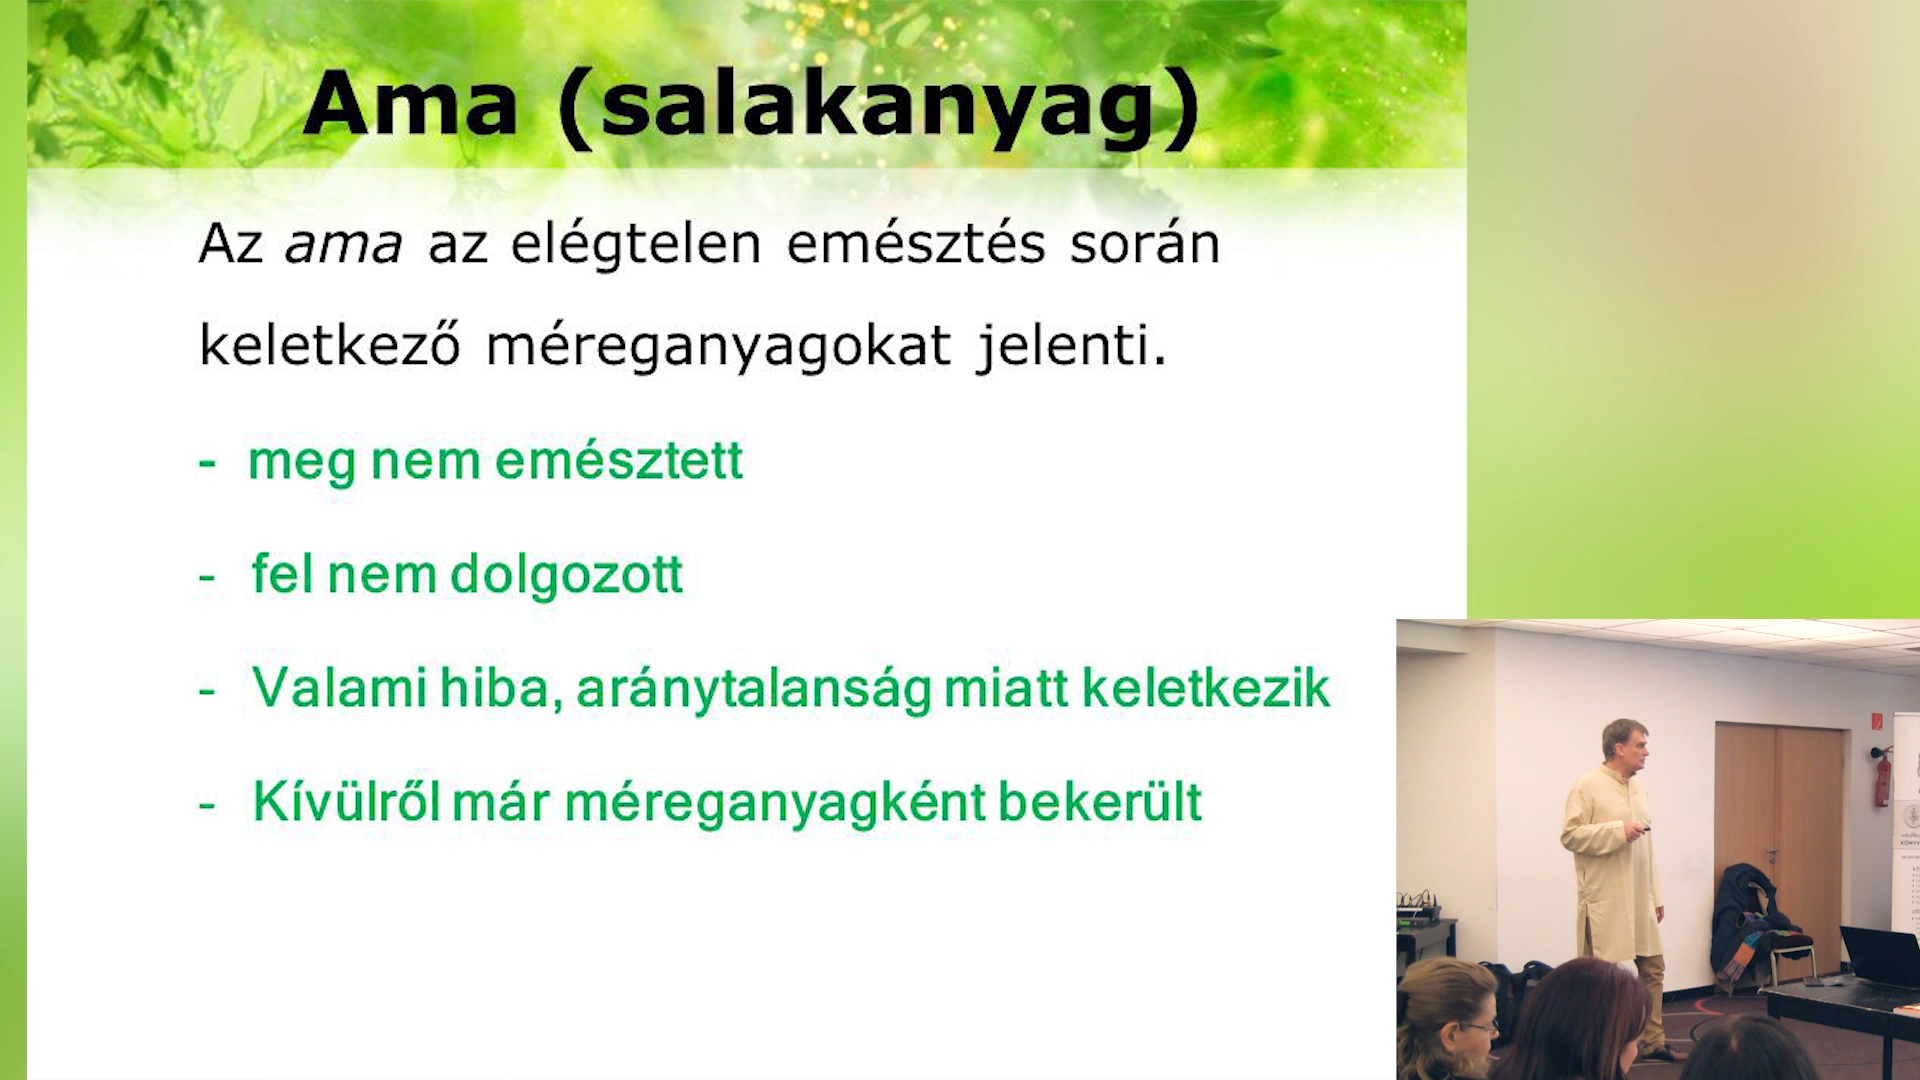 Ama (salakanyag)
Az ama az elégtelen emésztés során
keletkező méreganyagokat jelenti.
- meg nem emésztett
- fel nem dolgozott
- Valami hiba, aránytalanság miatt keletkezik
- Kívülről már méreganyagként bekerült